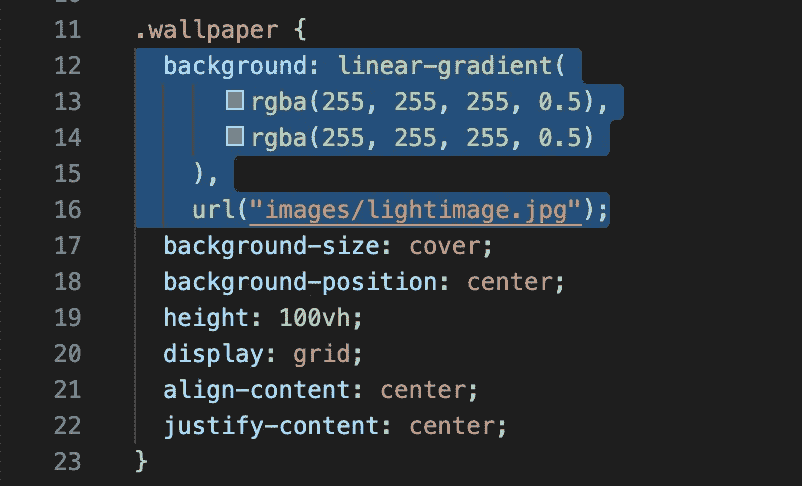 11 .wallpaper {
12 background: linear-gradient(
13 rgba(255, 255, 255, 0.5),
14 rgba(255, 255, 255, 0.5)
15 ),
16 url("images/lightimage.jpg");
17 background-size: cover;
18 background-position: center;
19 height: 100vh;
20 display: grid;
21 align-content: center;
22 justify-content: center;
23 }